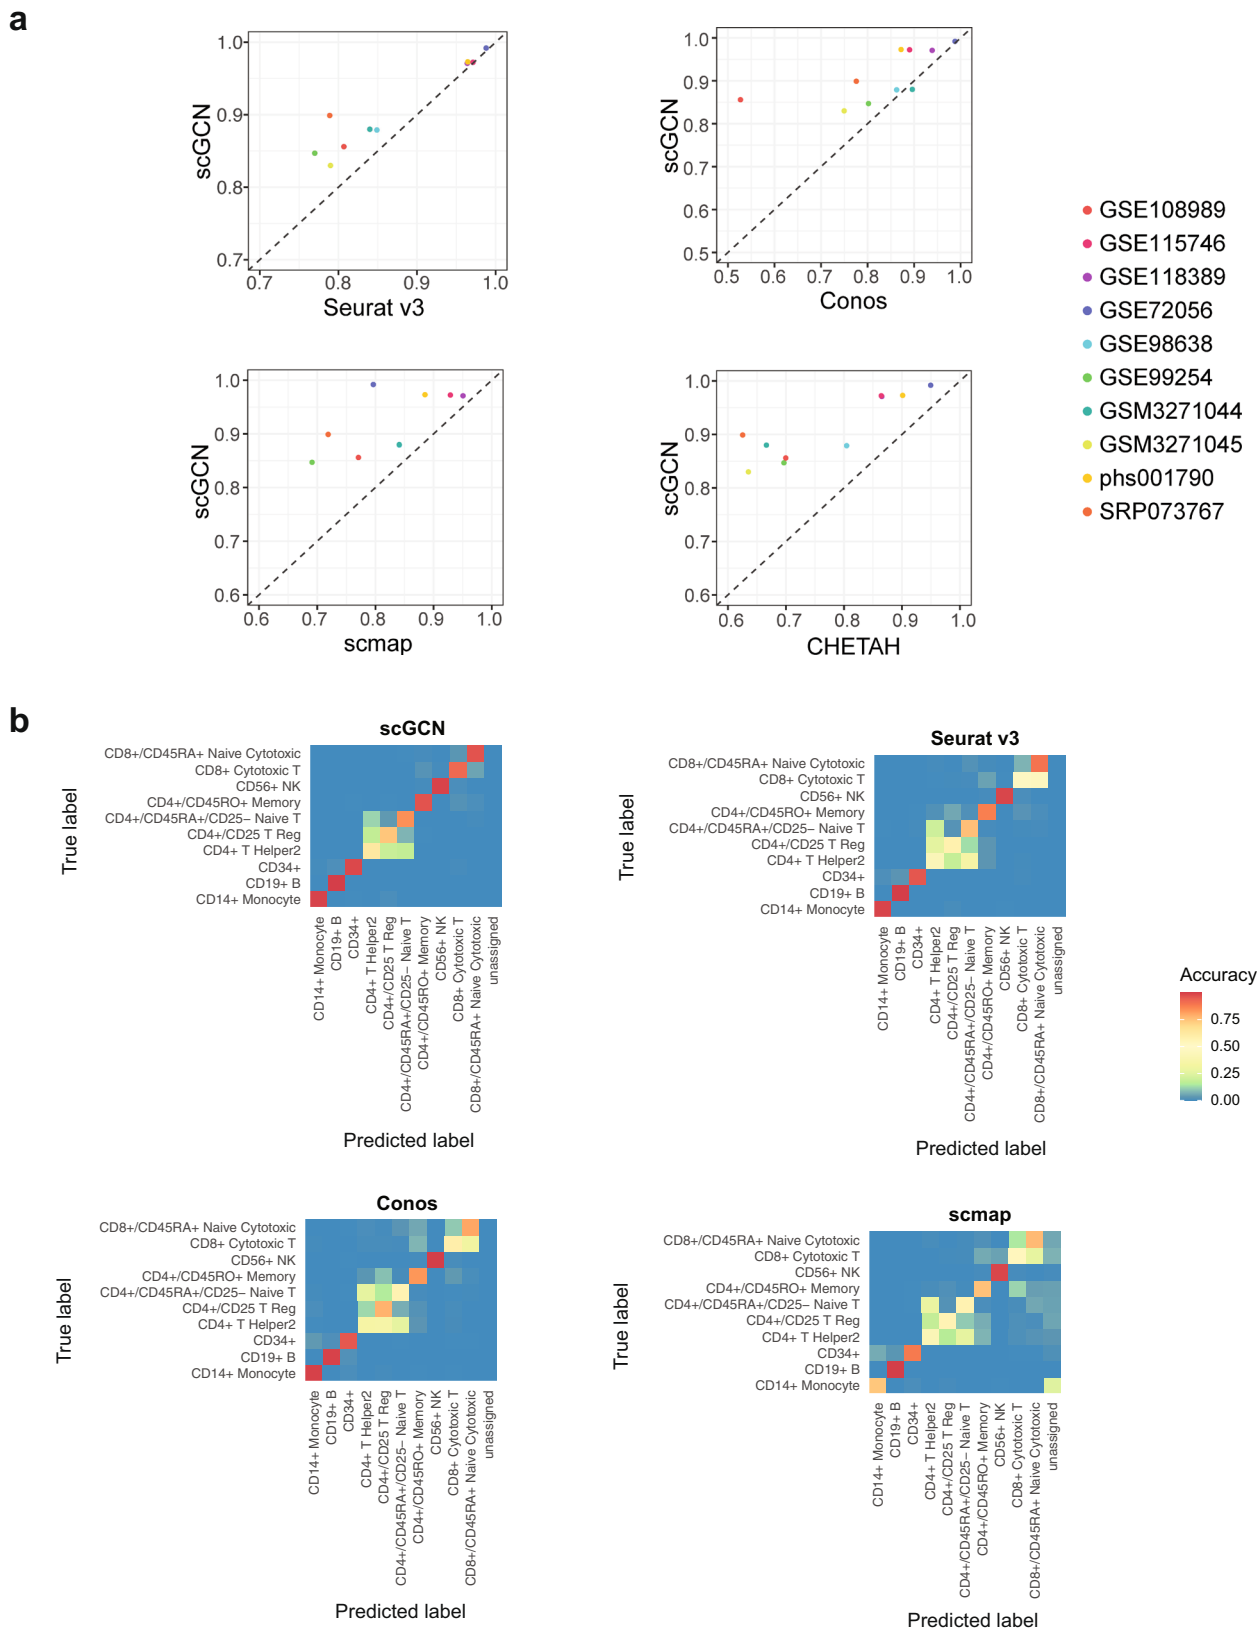 a
1.0
0.9
0.8
0.7
scGCN
0.7
0.8
0.9
1.0
Seurat v3
1.0
0.9
0.8
0.7
0.6
0.5
scGCN
0.5
0.6
0.7
0.8
0.9
1.0
Conos
1.0
0.9
0.8
0.7
0.6
scGCN
0.6
0.7
0.8
0.9
1.0
scmap
1.0
0.9
0.8
0.7
0.6
scGCN
0.6
0.7
0.8
0.9
1.0
CHETAH
GSE108989
GSE115746
GSE118389
GSE72056
GSE98638
GSE99254
GSM3271044
GSM3271045
phs001790
SRP073767
b
scGCN
True label
CD8+/CD45RA+ Naive Cytotoxic
CD8+ Cytotoxic T
CD56+ NK
CD4+/CD45RO+ Memory
CD4+/CD45RA+/CD25− Naive T
CD4+/CD25 T Reg
CD4+ T Helper2
CD34+
CD19+ B
CD14+ Monocyte
CD14+ Monocyte
CD19+ B
CD34+
CD4+ T Helper2
CD4+/CD25 T Reg
CD4+/CD45RA+/CD25− Naive T
CD4+/CD45RO+ Memory
CD56+ NK
CD8+ Cytotoxic T
CD8+/CD45RA+ Naive Cytotoxic
unassigned
Predicted label
Seurat v3
True label
CD8+/CD45RA+ Naive Cytotoxic
CD8+ Cytotoxic T
CD56+ NK
CD4+/CD45RO+ Memory
CD4+/CD45RA+/CD25− Naive T
CD4+/CD25 T Reg
CD4+ T Helper2
CD34+
CD19+ B
CD14+ Monocyte
CD14+ Monocyte
CD19+ B
CD34+
CD4+ T Helper2
CD4+/CD25 T Reg
CD4+/CD45RA+/CD25− Naive T
CD4+/CD45RO+ Memory
CD56+ NK
CD8+ Cytotoxic T
CD8+/CD45RA+ Naive Cytotoxic
unassigned
Predicted label
Accuracy
0.75
0.50
0.25
0.00
Conos
True label
CD8+/CD45RA+ Naive Cytotoxic
CD8+ Cytotoxic T
CD56+ NK
CD4+/CD45RO+ Memory
CD4+/CD45RA+/CD25− Naive T
CD4+/CD25 T Reg
CD4+ T Helper2
CD34+
CD19+ B
CD14+ Monocyte
CD14+ Monocyte
CD19+ B
CD34+
CD4+ T Helper2
CD4+/CD25 T Reg
CD4+/CD45RA+/CD25− Naive T
CD4+/CD45RO+ Memory
CD56+ NK
CD8+ Cytotoxic T
CD8+/CD45RA+ Naive Cytotoxic
unassigned
Predicted label
scmap
True label
CD8+/CD45RA+ Naive Cytotoxic
CD8+ Cytotoxic T
CD56+ NK
CD4+/CD45RO+ Memory
CD4+/CD45RA+/CD25− Naive T
CD4+/CD25 T Reg
CD4+ T Helper2
CD34+
CD19+ B
CD14+ Monocyte
CD14+ Monocyte
CD19+ B
CD34+
CD4+ T Helper2
CD4+/CD25 T Reg
CD4+/CD45RA+/CD25− Naive T
CD4+/CD45RO+ Memory
CD56+ NK
CD8+ Cytotoxic T
CD8+/CD45RA+ Naive Cytotoxic
unassigned
Predicted label